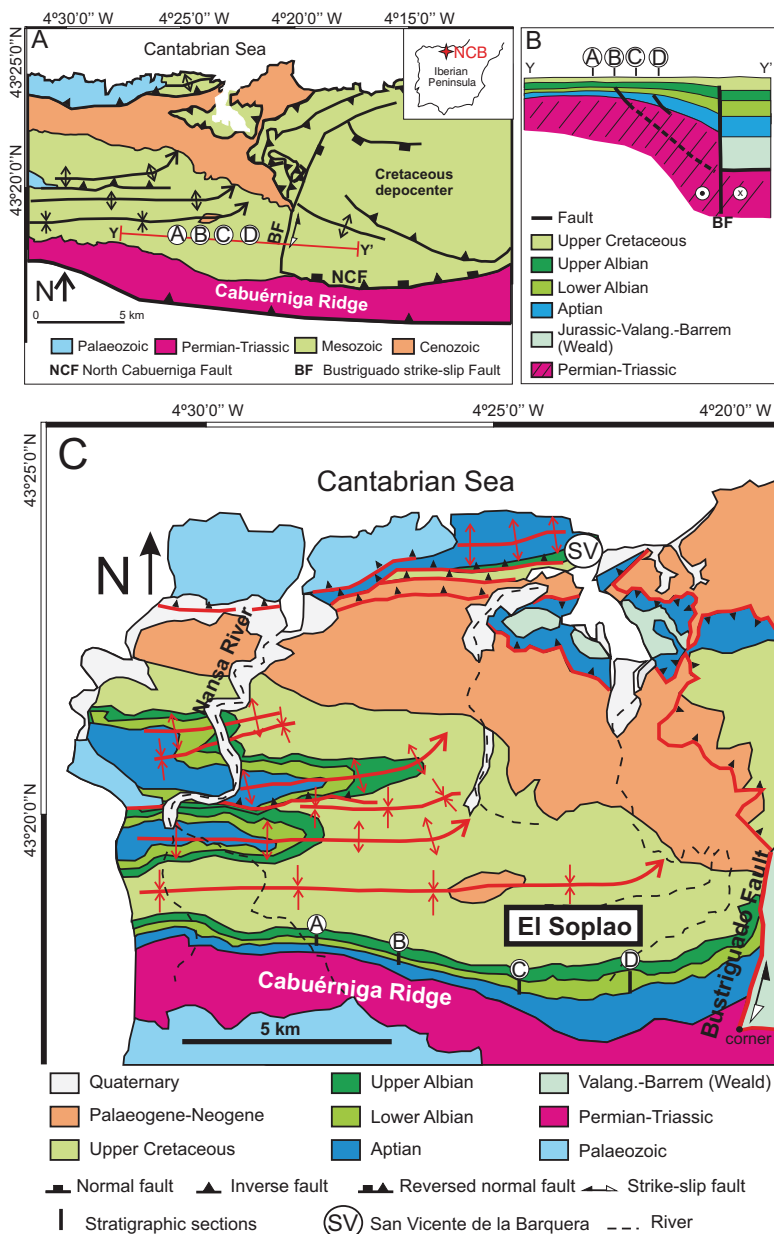 4°30'0'' W
4°25'0'' W
4°20'0'' W
4°15'0'' W
43°25'0''N
43°20'0''N
A
Cantabrian Sea
NCB
Iberian
Peninsula
Cretaceous
depocenter
BF
Y
A B C D
Y'
NCF
N
Cabuérniga Ridge
0 5 km
Palaeozoic
Permian-Triassic
Mesozoic
Cenozoic
NCF North Cabuerniga Fault
BF Bustriguado strike-slip Fault
B
A B C D
Y
Y'
x
BF
Fault
Upper Cretaceous
Upper Albian
Lower Albian
Aptian
Jurassic-Valang.-Barrem
(Weald)
Permian-Triassic
4°30'0'' W
4°25'0'' W
4°20'0'' W
43°25'0''N
43°20'0''N
C
Cantabrian Sea
N
SV
Nansa River
El Soplao
A
B
C
D
Bustriguado Fault
Cabuérniga Ridge
5 km
corner
Quaternary
Upper Albian
Valang.-Barrem (Weald)
Palaeogene-Neogene
Lower Albian
Permian-Triassic
Upper Cretaceous
Aptian
Palaeozoic
Normal fault
Inverse fault
Reversed normal fault
Strike-slip fault
Stratigraphic sections
SV San Vicente de la Barquera
River